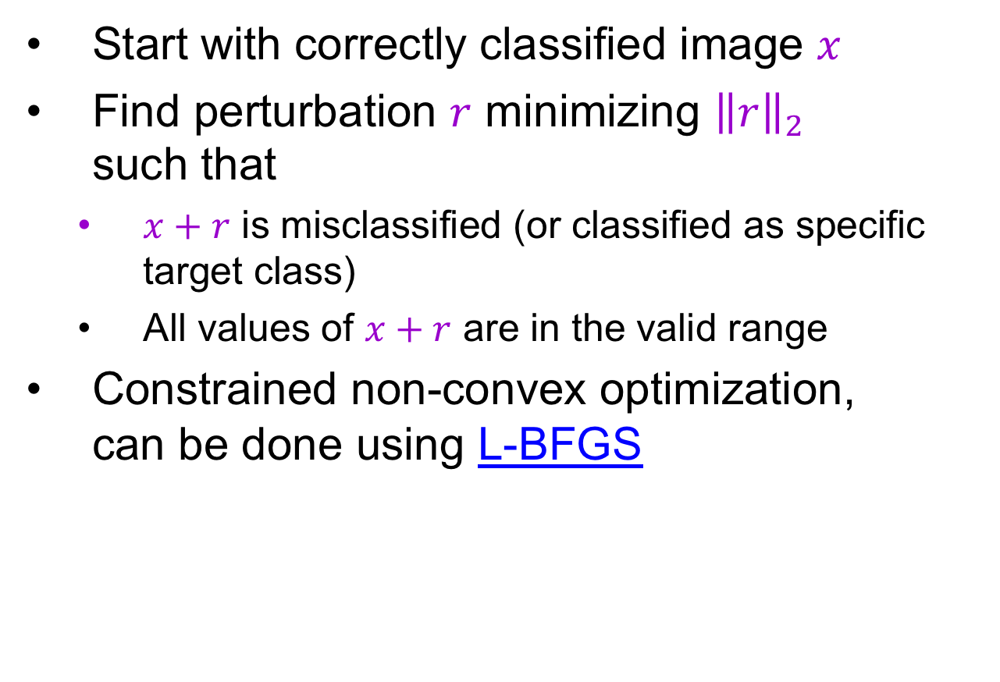 • Start with correctly classified image 𝑥
• Find perturbation 𝑟 minimizing ‖𝑟‖₂
such that
• 𝑥 + 𝑟 is misclassified (or classified as specific
target class)
• All values of 𝑥 + 𝑟 are in the valid range
• Constrained non-convex optimization,
can be done using L-BFGS